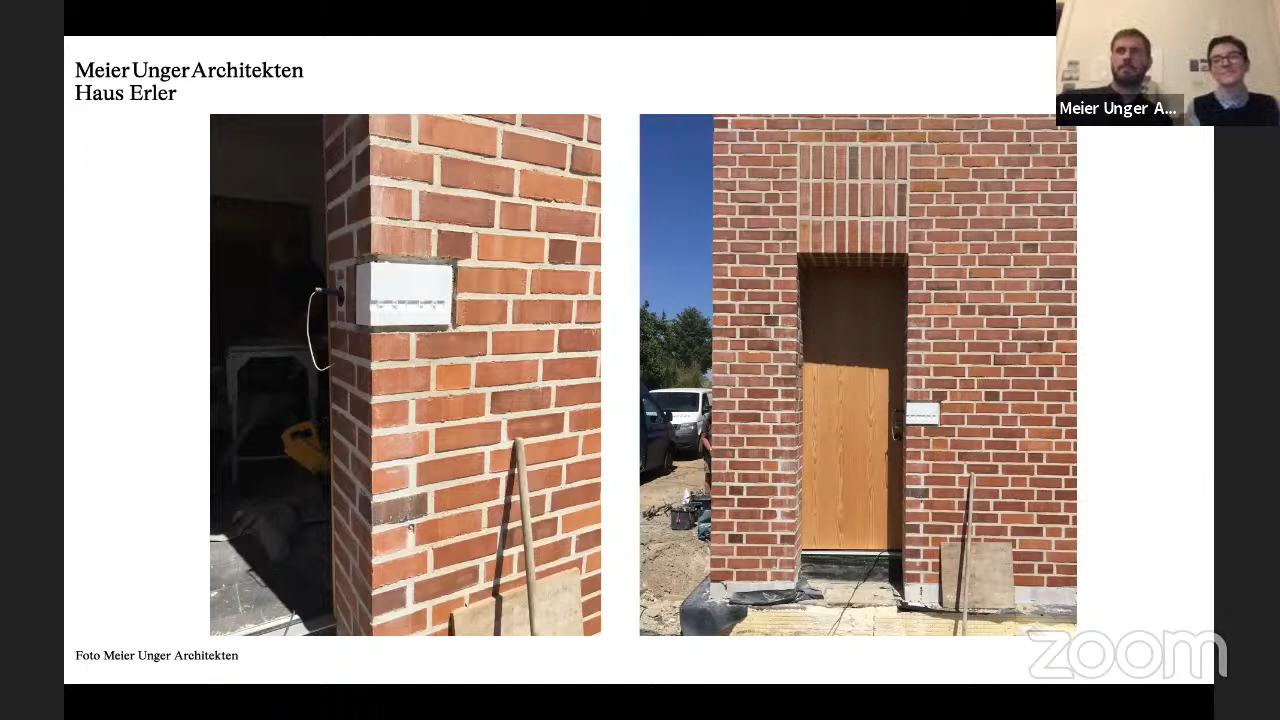 Meier Unger Architekten
Haus Erler
Meier Unger A...
Foto Meier Unger Architekten
zoom